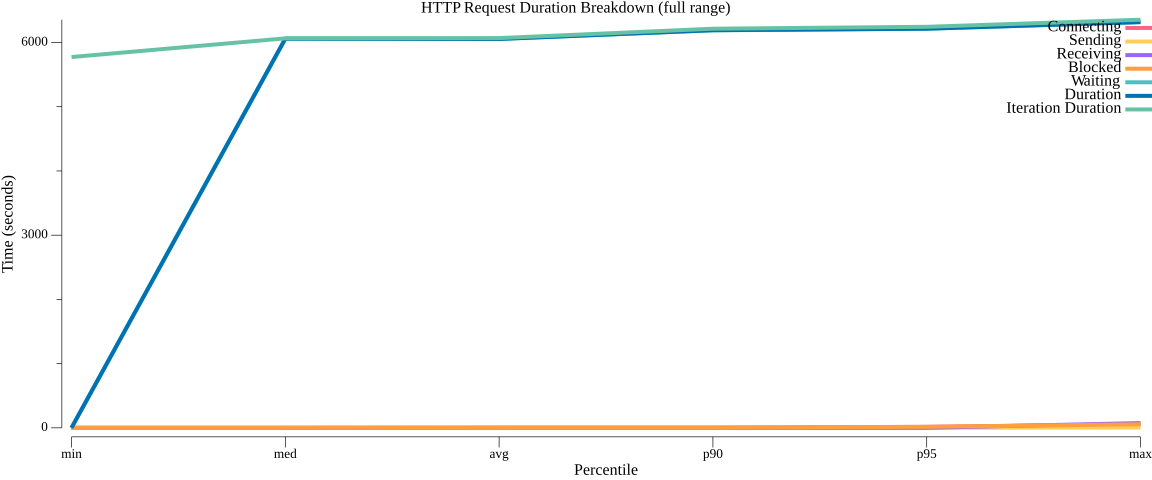 HTTP Request Duration Breakdown (full range)
Connecting
Sending
Receiving
Blocked
Waiting
Duration
Iteration Duration
6000
3000
0
Time (seconds)
min med avg p90 p95 max
Percentile